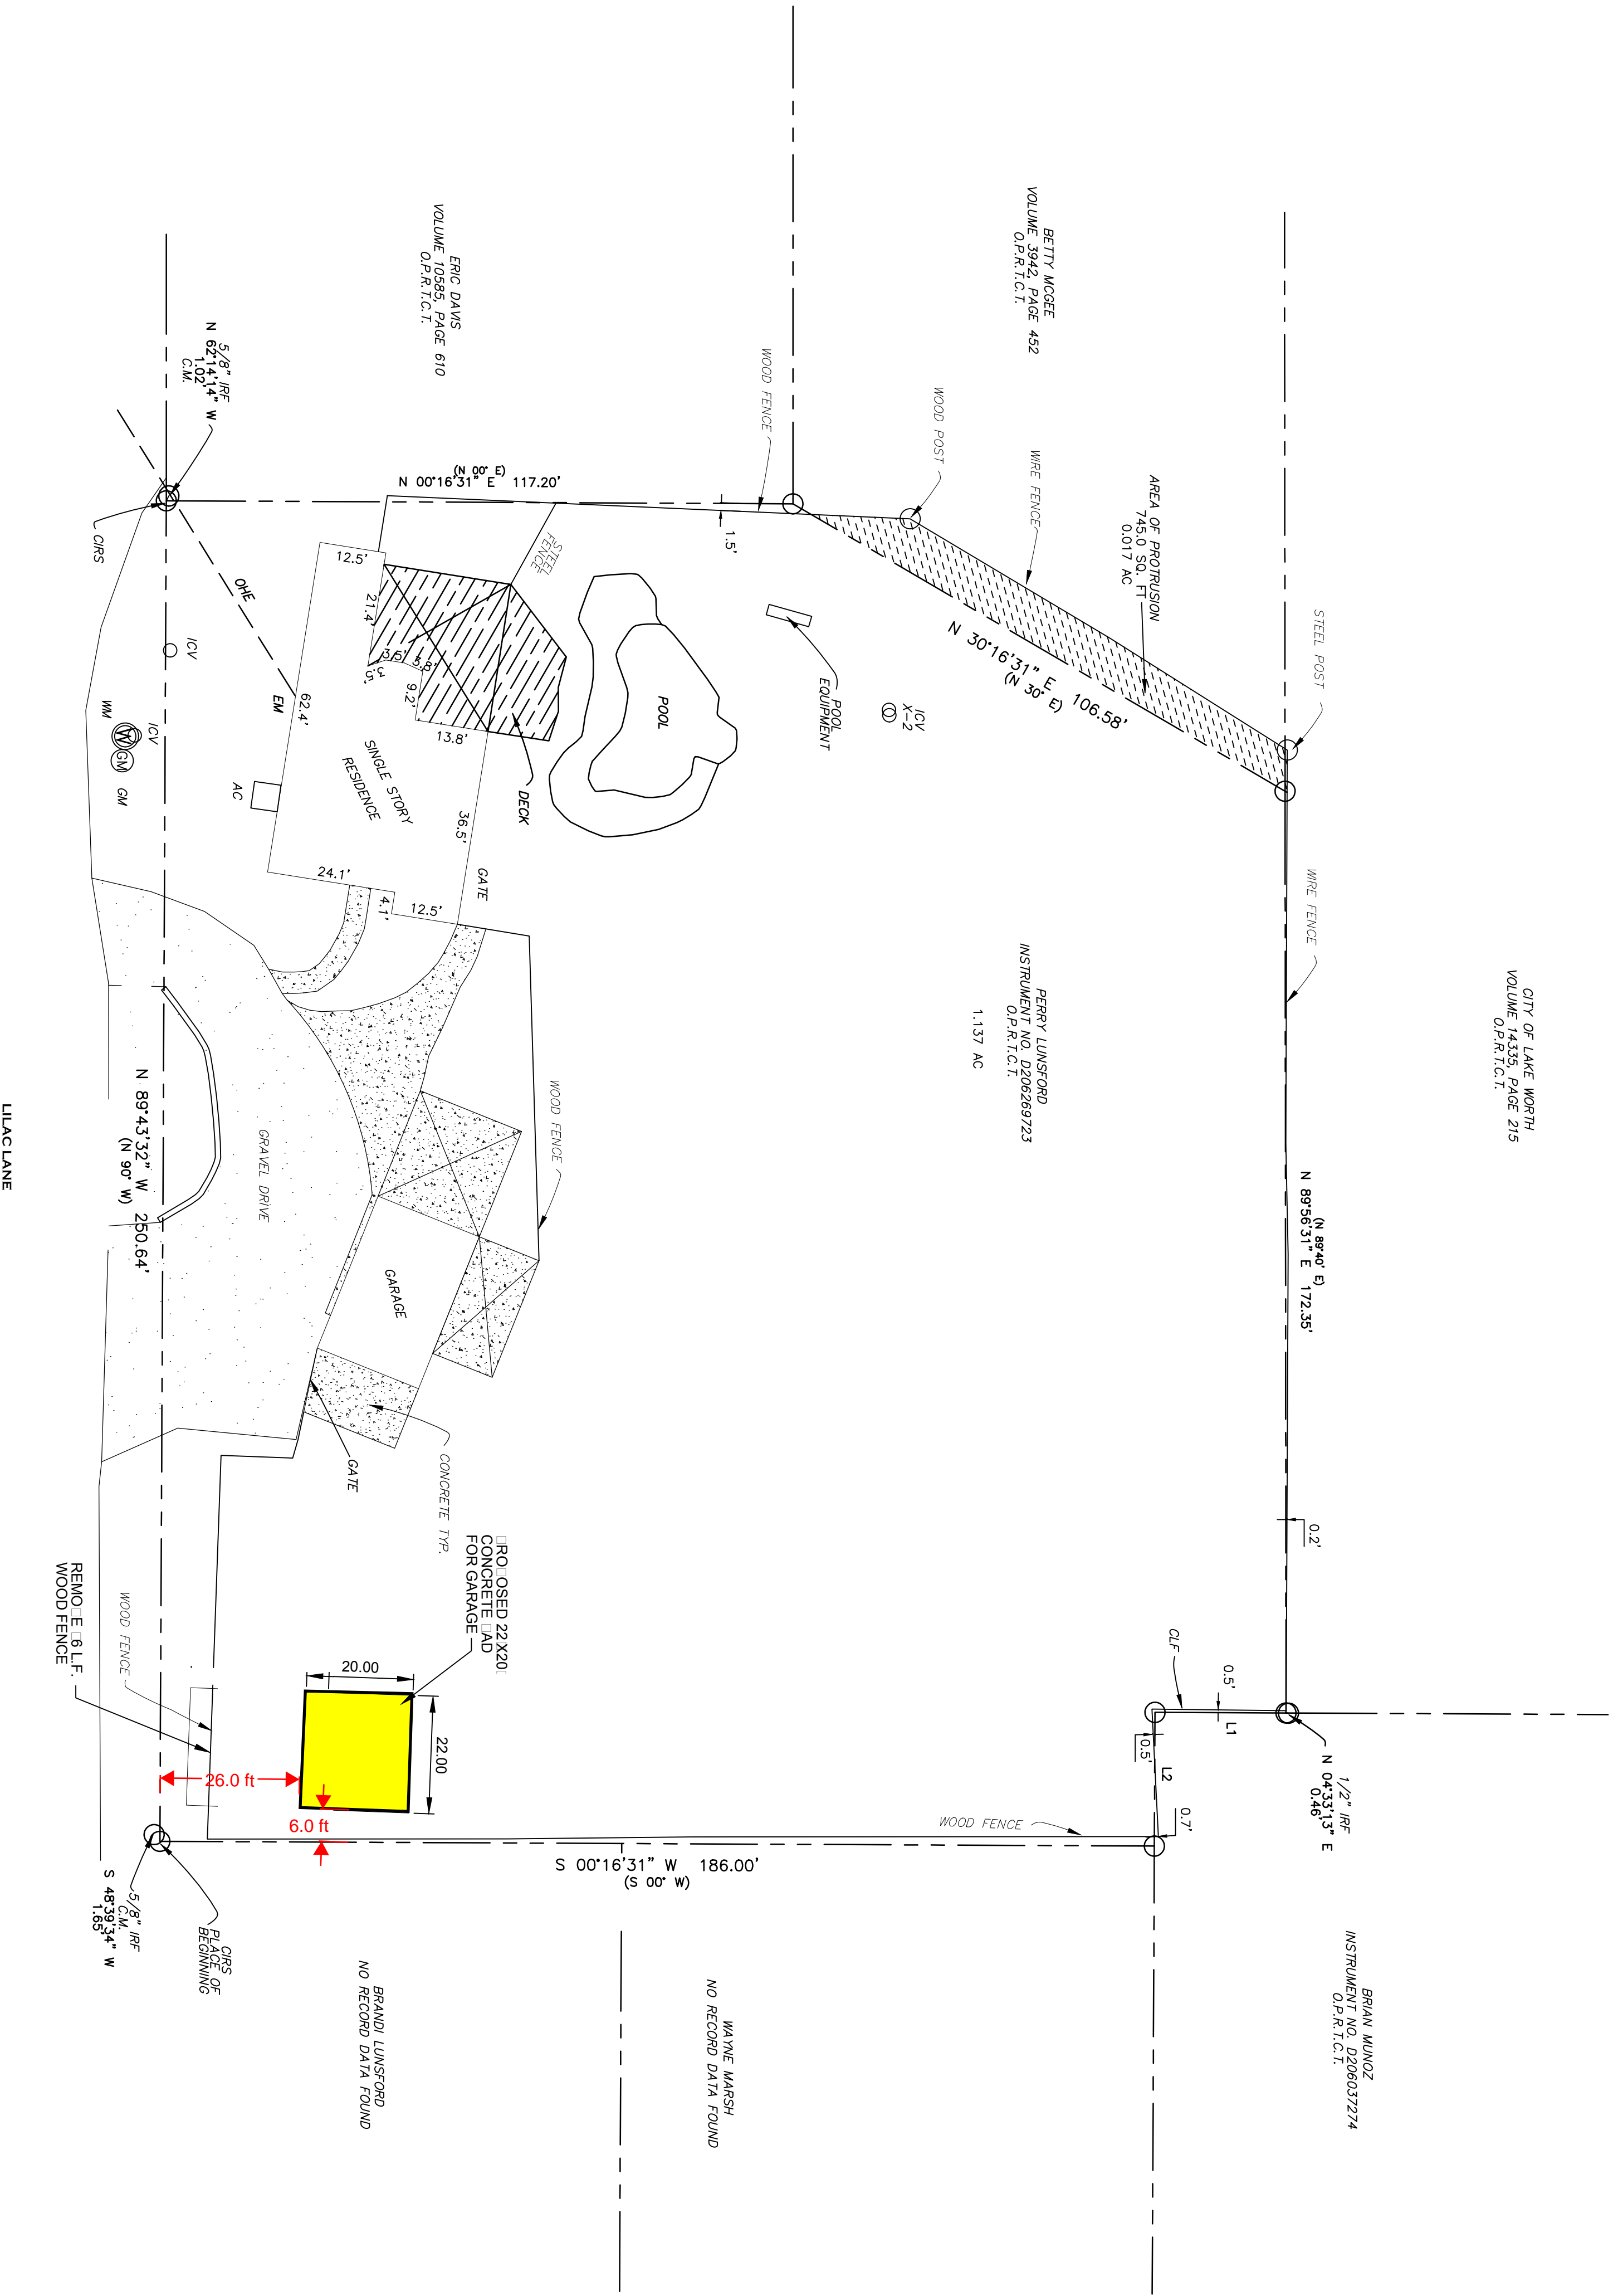 CITY OF LAKE WORTH
VOLUME 14335, PAGE 215
O.P.R.T.C.T.
BRIAN MUNOZ
INSTRUMENT NO. D206037274
O.P.R.T.C.T.
STEEL POST
WIRE FENCE
(N 89°40' E)
N 89°56'31" E 172.35'
0.2'
1/2" IRF
N 04°33'13" E
0.46'
CLF
0.5'
L1
0.5'
L2
0.7'
AREA OF PROTRUSION
745.0 SQ. FT
0.017 AC
WIRE FENCE
BETTY MCGEE
VOLUME 3942, PAGE 452
O.P.R.T.C.T.
WOOD POST
N 30°16'31" E 106.58'
(N 30° E)
PERRY LUNSFORD
INSTRUMENT NO. D206269723
O.P.R.T.C.T.
1.137 AC
WOOD FENCE
ICV
X-2
POOL
EQUIPMENT
WOOD FENCE
1.5'
WAYNE MARSH
NO RECORD DATA FOUND
S 00°16'31" W 186.00'
(S 00° W)
POOL
STEEL
FENCE
DECK
WOOD FENCE
ERIC DAVIS
VOLUME 10585, PAGE 610
O.P.R.T.C.T.
(N 00° E)
N 00°16'31" E 117.20'
GATE
36.5'
13.8'
9.2'
3.8'
3.5'
3.5'
21.4'
12.5'
12.5'
4.1'
24.1'
62.4'
SINGLE STORY
RESIDENCE
GARAGE
CONCRETE TYP.
GATE
□RO□OSED 22□X20□
CONCRETE □AD
FOR GARAGE
20.00
22.00
26.0 ft
6.0 ft
BRANDI LUNSFORD
NO RECORD DATA FOUND
OHE
EM
AC
ICV
ICV
WM
W
GM
GM
GRAVEL DRIVE
5/8" IRF
N 62°14'14" W
1.02'
C.M.
CIRS
N 89°43'32" W 250.64'
(N 90° W)
WOOD FENCE
REMO□E □6 L.F.
WOOD FENCE
CIRS
PLACE OF
BEGINNING
5/8" IRF
C.M.
S 48°39'34" W
1.65'
LILAC LANE